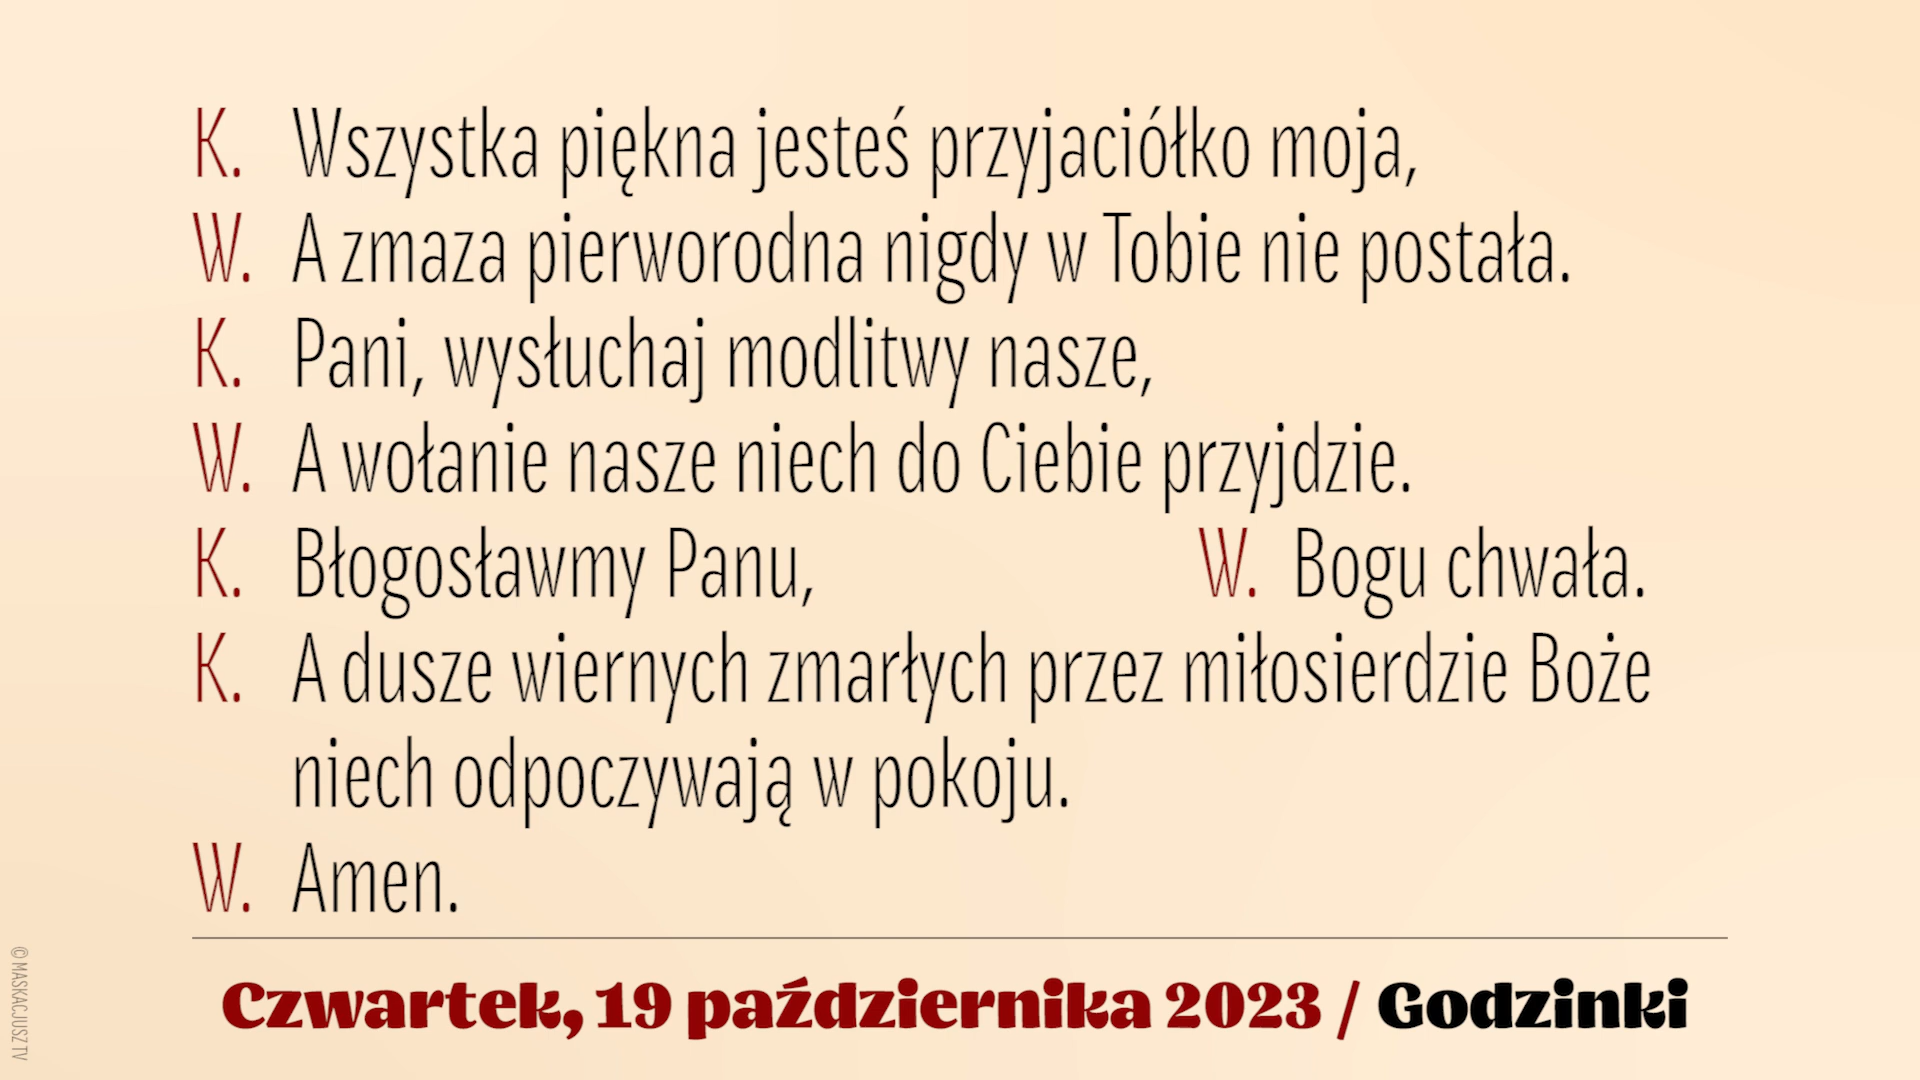 K. Wszystka piękna jesteś przyjaciółko moja,
W. A zmaza pierworodna nigdy w Tobie nie postała.
K. Pani, wysłuchaj modlitwy nasze,
W. A wołanie nasze niech do Ciebie przyjdzie.
K. Błogosławmy Panu, W. Bogu chwała.
K. A dusze wiernych zmarłych przez miłosierdzie Boże
niech odpoczywają w pokoju.
W. Amen.
Czwartek, 19 października 2023 / Godzinki
© MASKACJUSZ TV